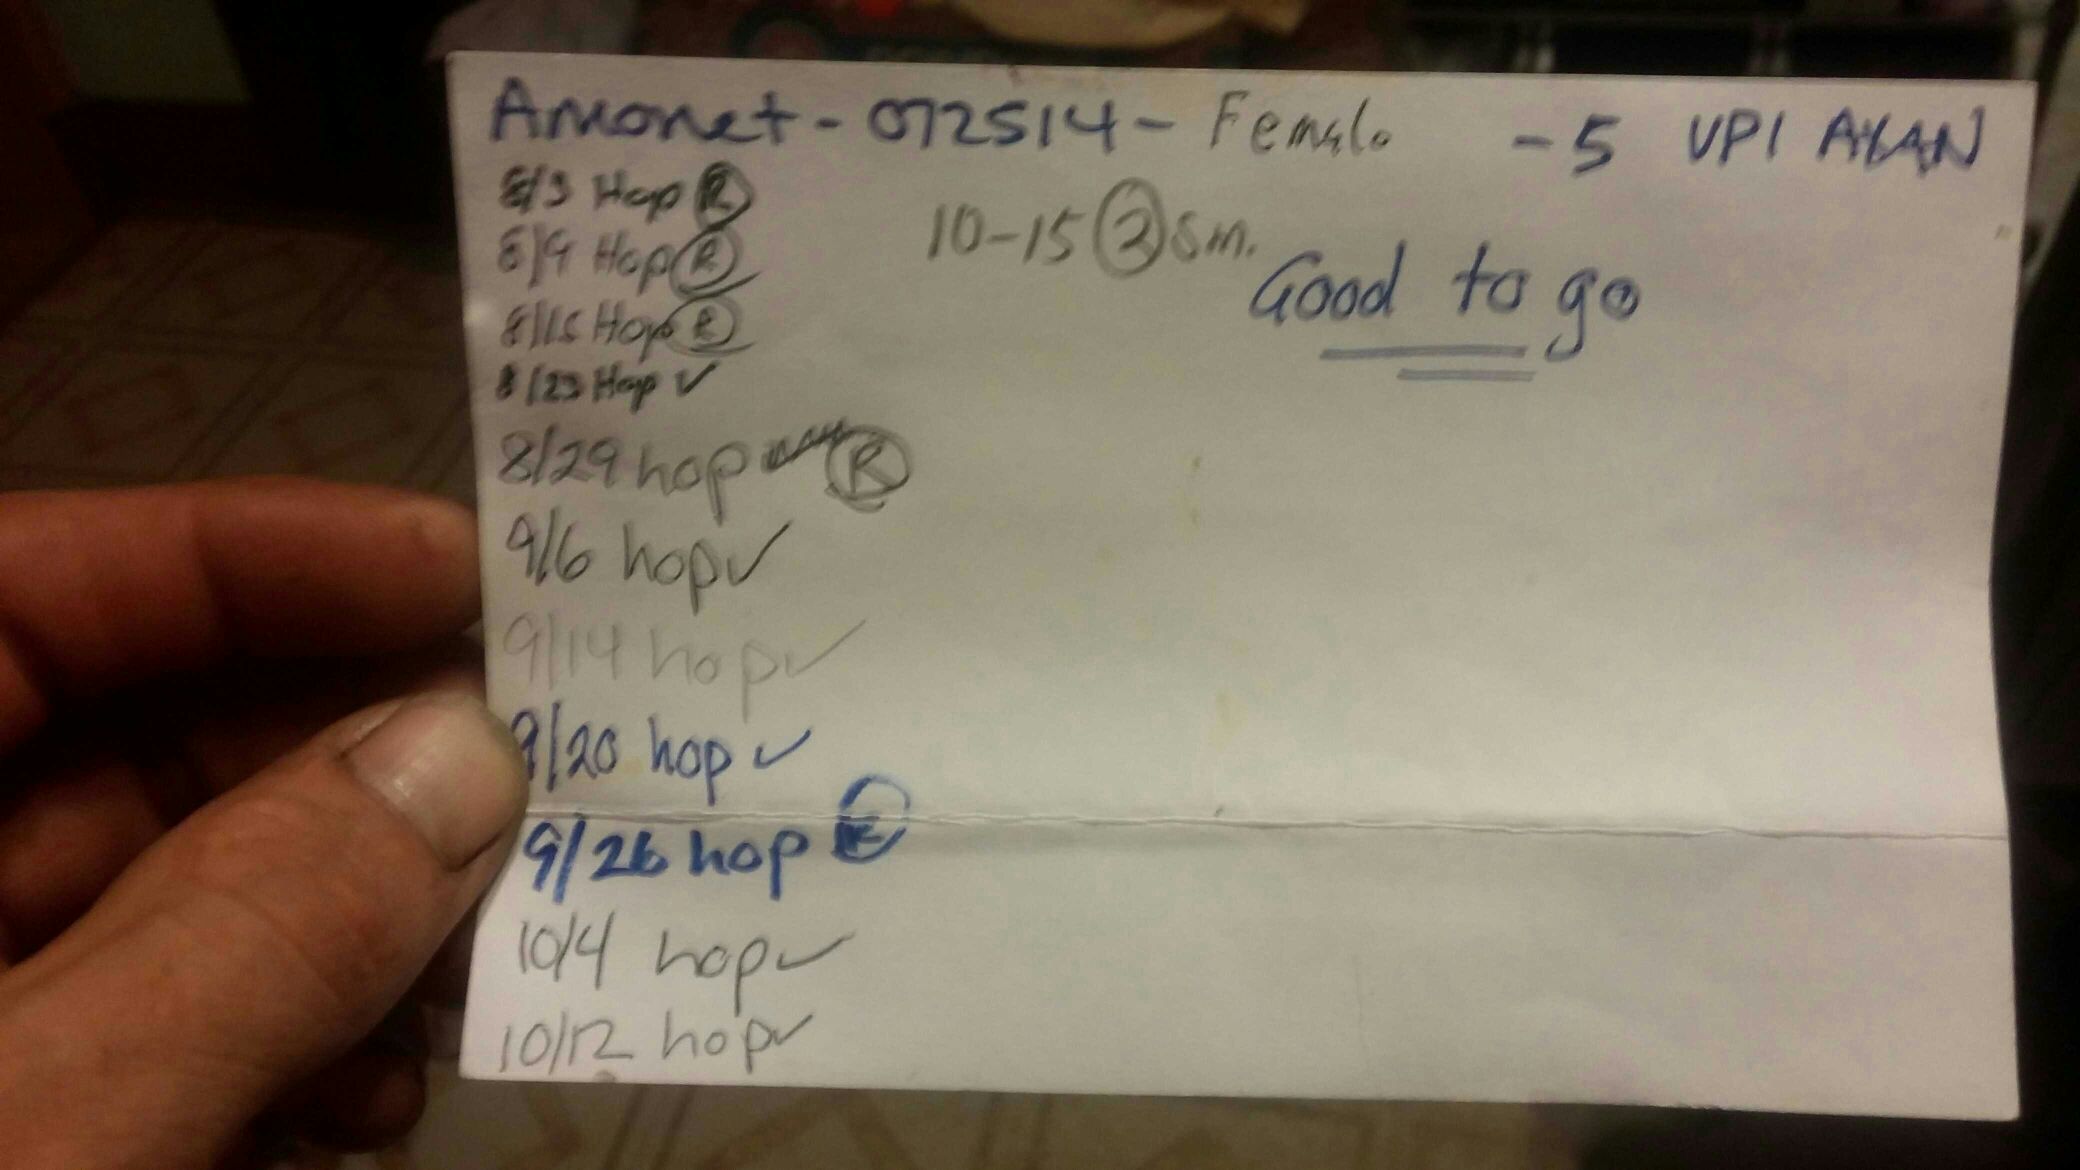 Amonet - 072514 - Female - 5 VPI AKAN
8/3 Hop R
8/9 Hop R
8/15 Hop R
8/23 Hop ✓
8/29 hop R
9/6 hop ✓
9/14 hop ✓
9/20 hop ✓
9/26 hop R
10/4 hop ✓
10/12 hop ✓
10-15 2 sm.
Good to go